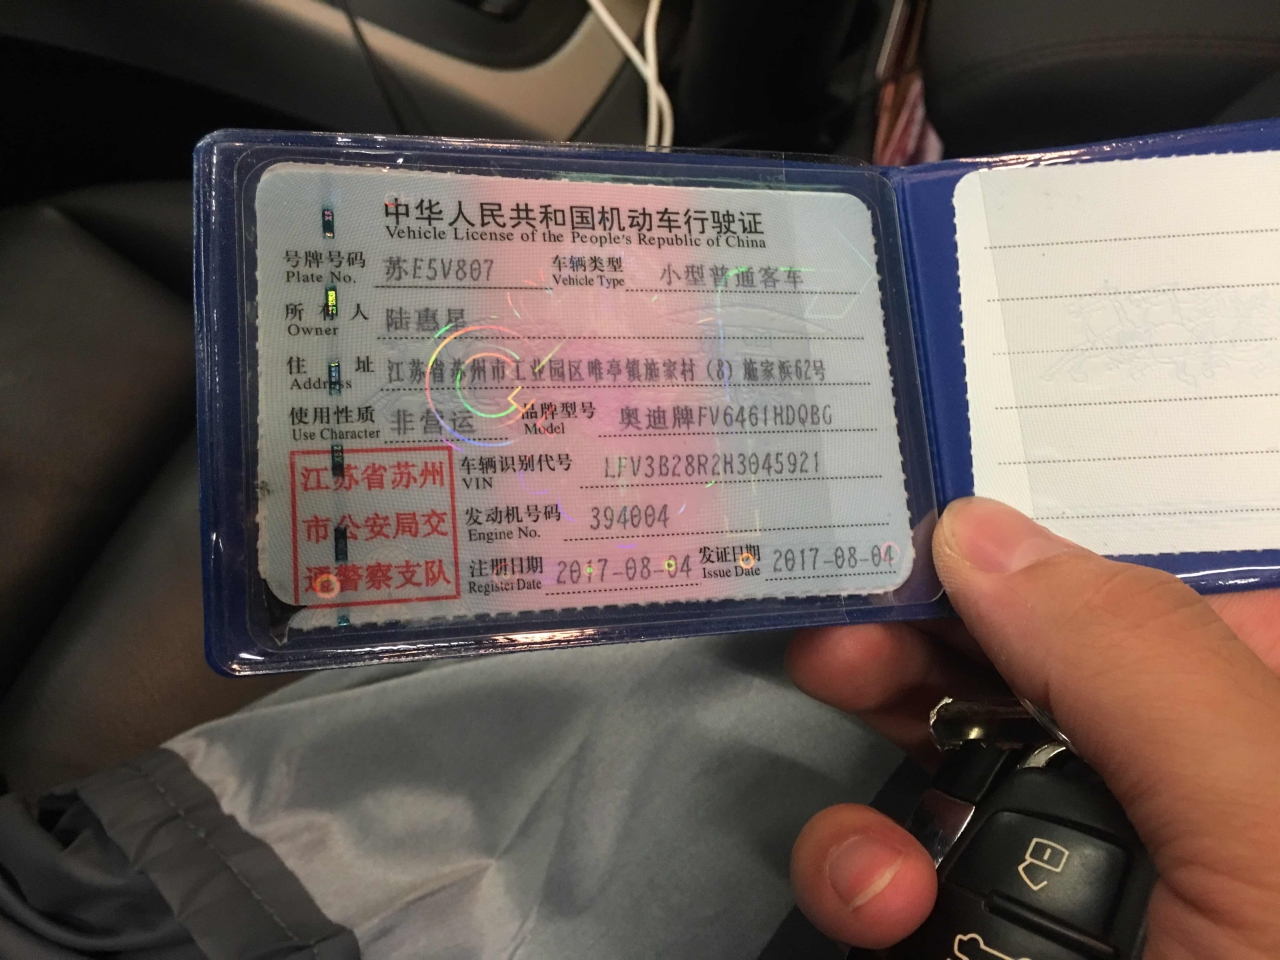 中华人民共和国机动车行驶证
Vehicle License of the People's Republic of China
号牌号码 苏E5V807 车辆类型 小型普通客车
Plate No. Vehicle Type
所有人 陆惠星
Owner
住址 江苏省苏州市工业园区唯亭镇施家村(8)施家浜62号
Address
使用性质 非营运 品牌型号 奥迪牌FV6461HDQBG
Use Character Model
车辆识别代号 LFV3B28R2H3045921
VIN
发动机号码 394004
Engine No.
注册日期 2017-08-04 发证日期 2017-08-04
Register Date Issue Date
江苏省苏州
市公安局交
通警察支队